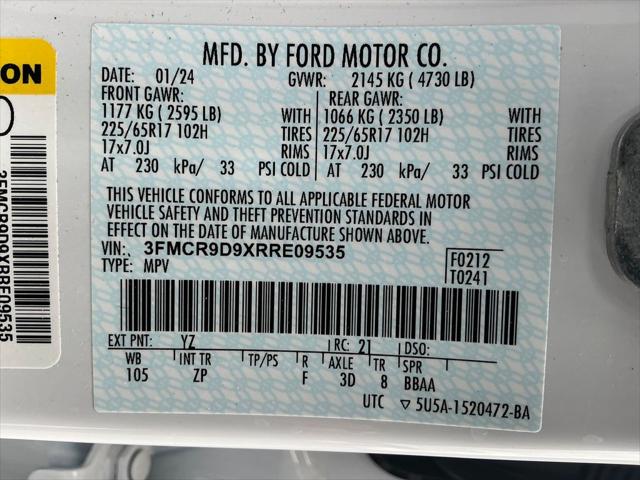 MFD. BY FORD MOTOR CO.
DATE: 01/24 GVWR: 2145 KG ( 4730 LB)
FRONT GAWR: REAR GAWR:
1177 KG ( 2595 LB) WITH 1066 KG ( 2350 LB) WITH
225/65R17 102H TIRES 225/65R17 102H TIRES
17x7.0J RIMS 17x7.0J RIMS
AT 230 kPa/ 33 PSI COLD AT 230 kPa/ 33 PSI COLD
THIS VEHICLE CONFORMS TO ALL APPLICABLE FEDERAL MOTOR
VEHICLE SAFETY AND THEFT PREVENTION STANDARDS IN
EFFECT ON THE DATE OF MANUFACTURE SHOWN ABOVE.
VIN: 3FMCR9D9XRRE09535 F0212
TYPE: MPV T0241
EXT PNT: YZ RC: 21 DSO:
WB INT TR TP/PS R AXLE TR SPR
105 ZP F 3D 8 BBAA
UTC ▽5U5A-1520472-BA
ON
3FMCR9D9XRRE09535